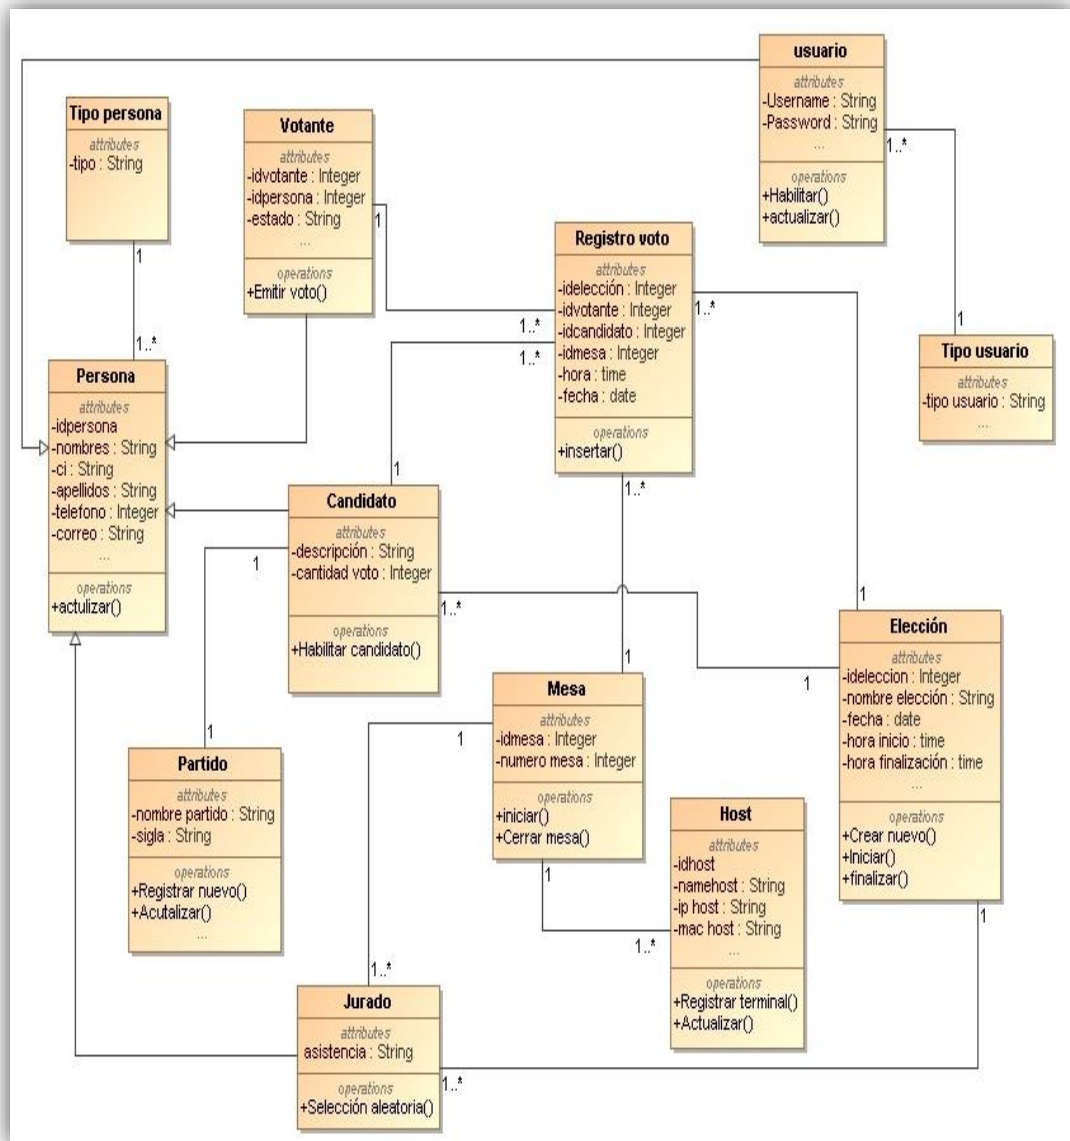 usuario
attributes
-Username : String
-Password : String
...
operations
+Habilitar()
+actualizar()
1..*
1
Tipo persona
attributes
-tipo : String
1
1..*
Votante
attributes
-idvotante : Integer
-idpersona : Integer
-estado : String
...
operations
+Emitir voto()
1
1..*
Registro voto
attributes
-idelección : Integer
-idvotante : Integer
-idcandidato : Integer
-idmesa : Integer
-hora : time
-fecha : date
operations
+insertar()
1..*
1..*
1..*
1
Tipo usuario
attributes
-tipo usuario : String
...
Persona
attributes
-idpersona
-nombres : String
-ci : String
-apellidos : String
-telefono : Integer
-correo : String
...
operations
+actulizar()
1
Candidato
attributes
-descripción : String
-cantidad voto : Integer
operations
+Habilitar candidato()
1
1..*
1
1
Elección
attributes
-ideleccion : Integer
-nombre elección : String
-fecha : date
-hora inicio : time
-hora finalización : time
...
operations
+Crear nuevo()
+Iniciar()
+finalizar()
1
Mesa
attributes
-idmesa : Integer
-numero mesa : Integer
operations
+iniciar()
+Cerrar mesa()
1
1
1..*
Partido
attributes
-nombre partido : String
-sigla : String
operations
+Registrar nuevo()
+Acutalizar()
...
Host
attributes
-idhost
-namehost : String
-ip host : String
-mac host : String
...
operations
+Registrar terminal()
+Actualizar()
1..*
Jurado
attributes
asistencia : String
operations
+Selección aleatoria()
1..*